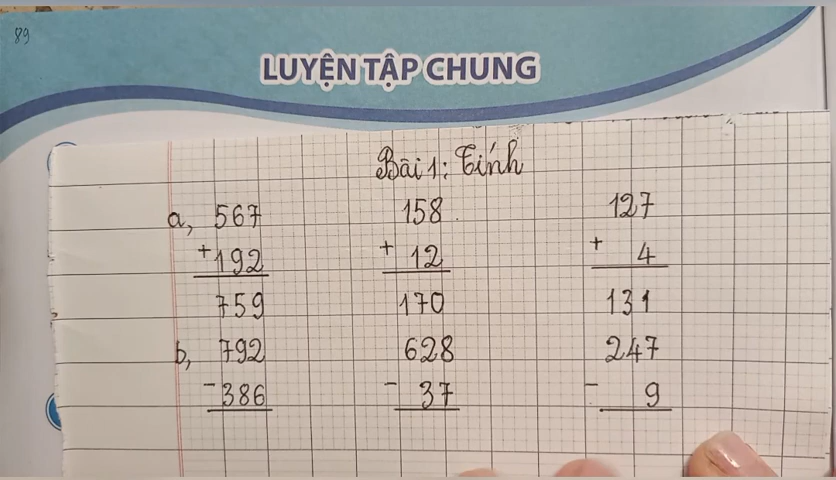 89
LUYỆN TẬP CHUNG
Bài 1: Tính
a, 567 158 127
+ 192 + 12 + 4
759 170 131
b, 792 628 247
- 386 - 37 - 9